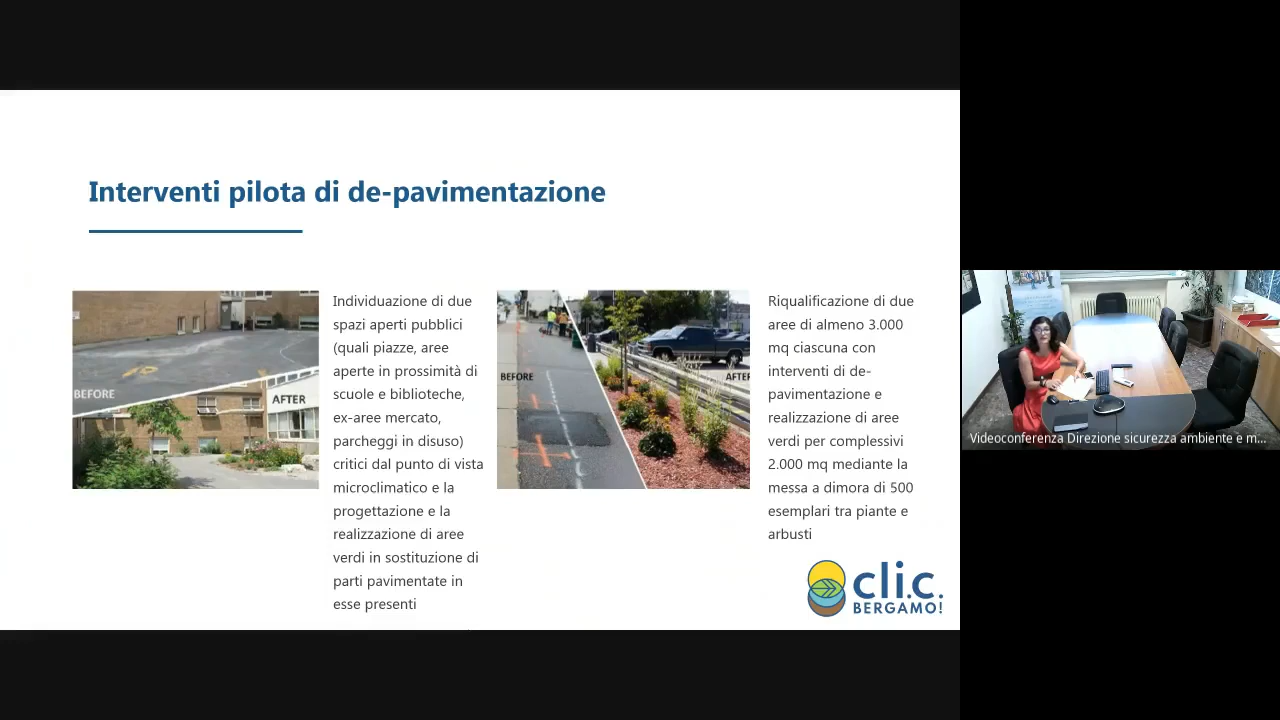 Interventi pilota di de-pavimentazione
BEFORE
AFTER
Individuazione di due
spazi aperti pubblici
(quali piazze, aree
aperte in prossimità di
scuole e biblioteche,
ex-aree mercato,
parcheggi in disuso)
critici dal punto di vista
microclimatico e la
progettazione e la
realizzazione di aree
verdi in sostituzione di
parti pavimentate in
esse presenti
BEFORE
AFTER
Riqualificazione di due
aree di almeno 3.000
mq ciascuna con
interventi di de-
pavimentazione e
realizzazione di aree
verdi per complessivi
2.000 mq mediante la
messa a dimora di 500
esemplari tra piante e
arbusti
cli.c.
BERGAMO!
Videoconferenza Direzione sicurezza ambiente e m...